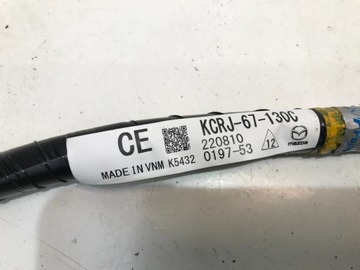 CE
KCRJ-67-130C
220810
0197-53
12
mazda
MADE IN VNM K5432